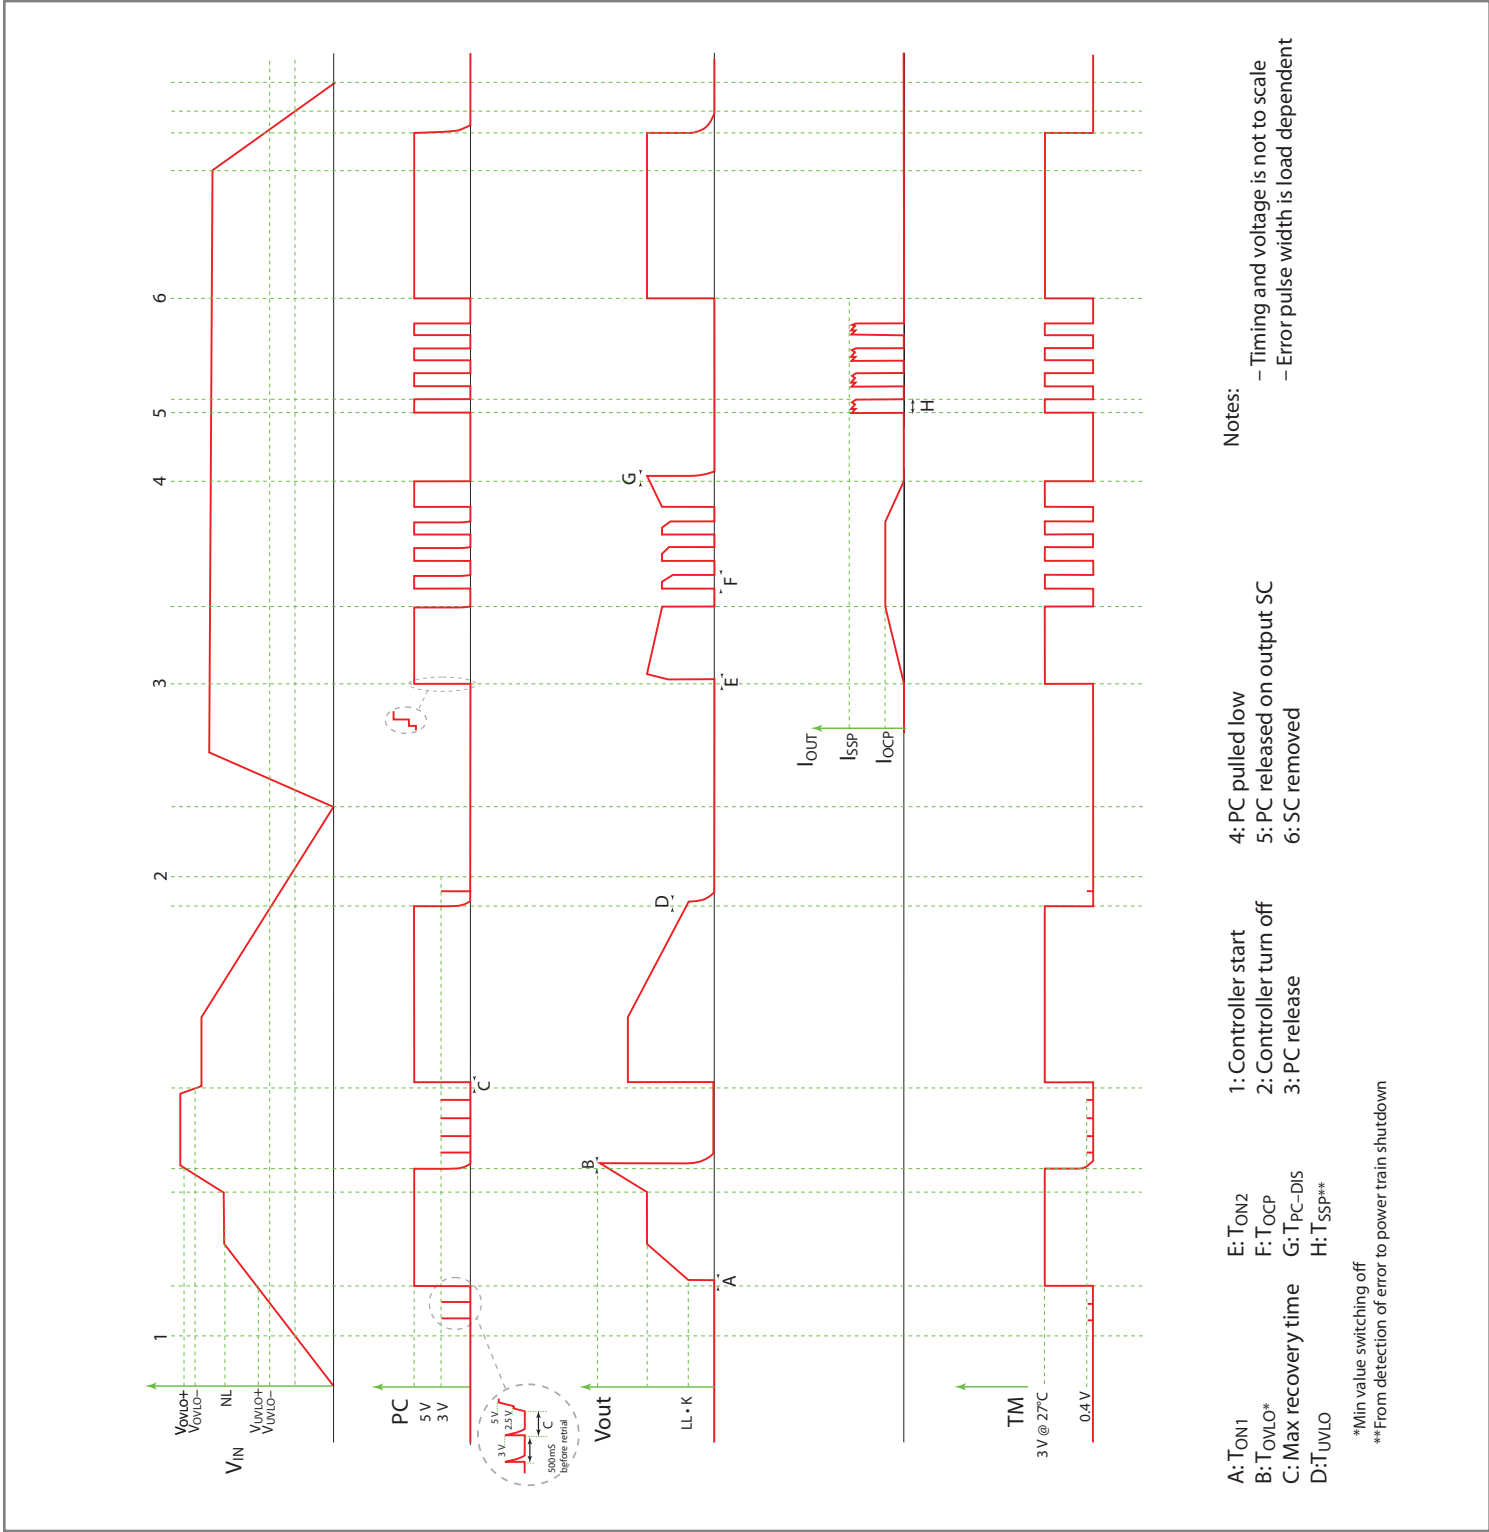 1
2
3
4
5
6
VIN
VOVLO+
VOVLO–
NL
VUVLO+
VUVLO–
PC
5 V
3 V
C
3 V
5 V
2.5 V
500mS
before retrial
C
Vout
LL • K
A
B
D
E
F
G
IOUT
ISSP
IOCP
H
TM
3 V @ 27°C
0.4 V
A: TON1
B: TOVLO*
C: Max recovery time
D:TUVLO
E: TON2
F: TOCP
G: TPC–DIS
H: TSSP**
1: Controller start
2: Controller turn off
3: PC release
4: PC pulled low
5: PC released on output SC
6: SC removed
Notes:
– Timing and voltage is not to scale
– Error pulse width is load dependent
*Min value switching off
**From detection of error to power train shutdown